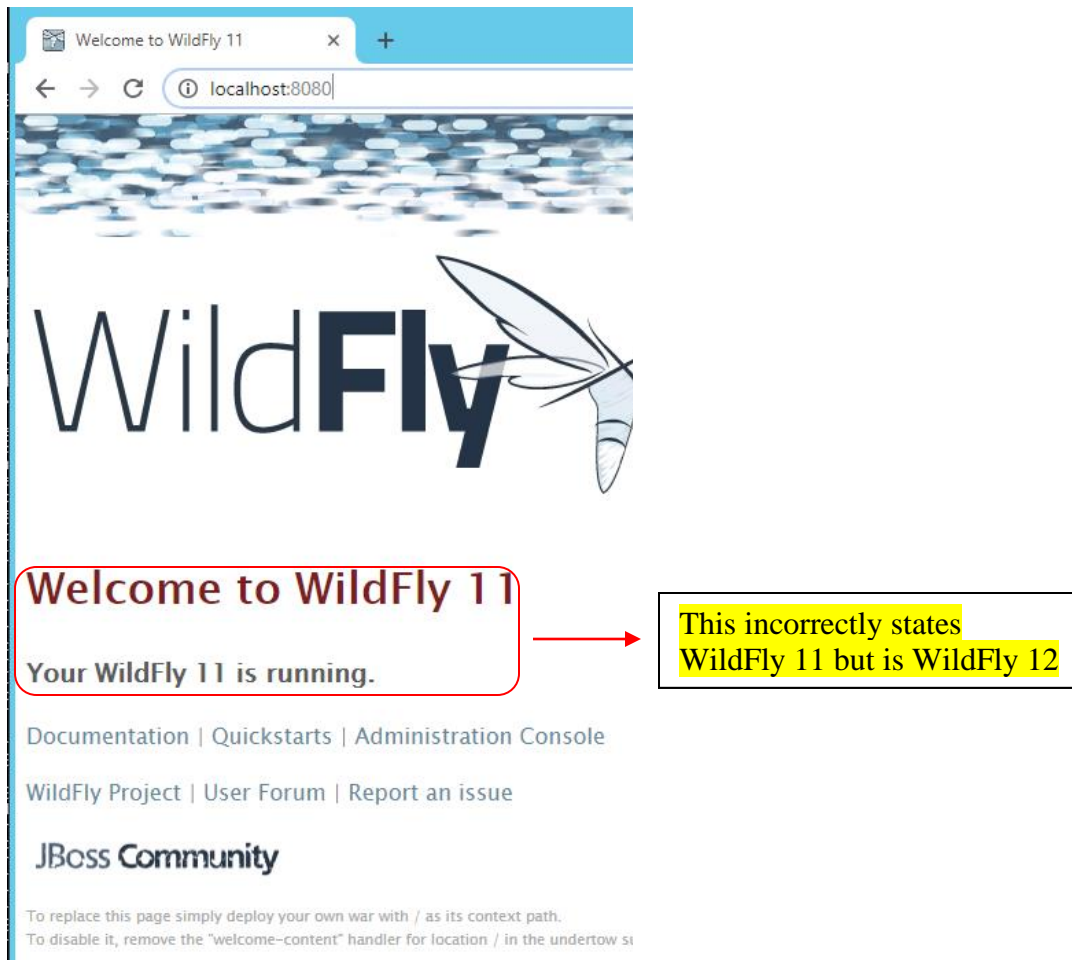 Welcome to WildFly 11
localhost:8080
WildFly
Welcome to WildFly 11
Your WildFly 11 is running.
This incorrectly states
WildFly 11 but is WildFly 12
Documentation | Quickstarts | Administration Console
WildFly Project | User Forum | Report an issue
JBoss Community
To replace this page simply deploy your own war with / as its context path.
To disable it, remove the "welcome-content" handler for location / in the undertow